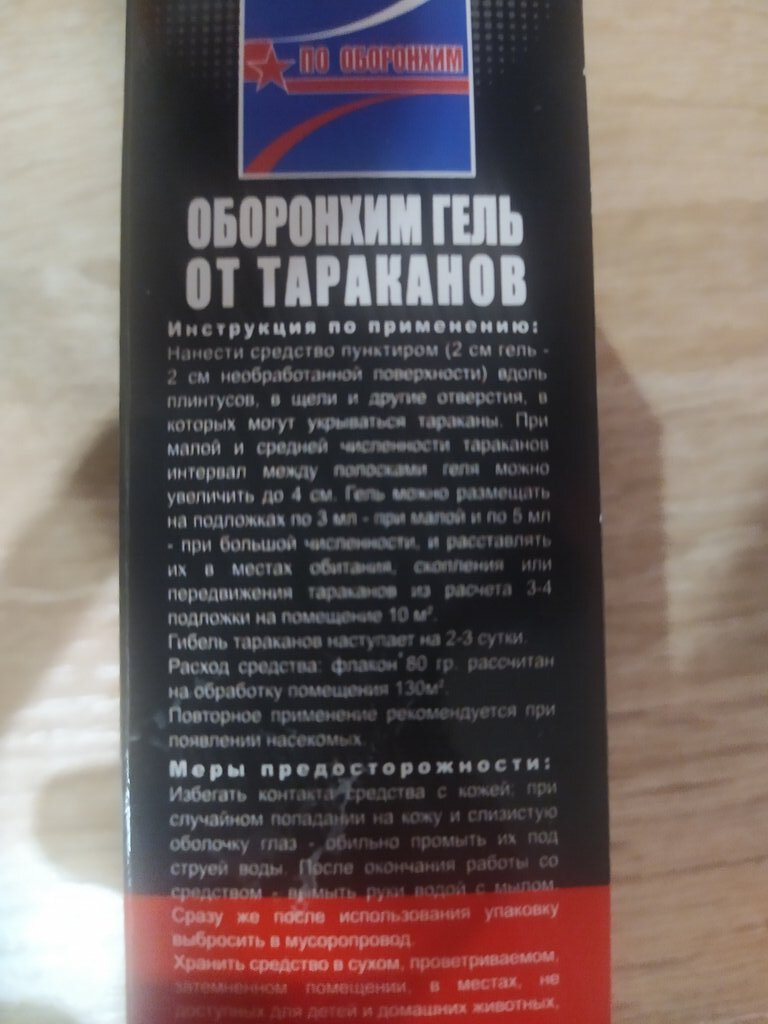 ПО ОБОРОНХИМ
ОБОРОНХИМ ГЕЛЬ
ОТ ТАРАКАНОВ
Инструкция по применению:
Нанести средство пунктиром (2 см гель -
2 см необработанной поверхности) вдоль
плинтусов, в щели и другие отверстия, в
которых могут укрываться тараканы. При
малой и средней численности тараканов
интервал между полосками геля можно
увеличить до 4 см. Гель можно размещать
на подложках по 3 мл - при малой и по 5 мл
- при большой численности, и расставлять
их в местах обитания, скопления или
передвижения тараканов из расчета 3-4
подложки на помещение 10 м².
Гибель тараканов наступает на 2-3 сутки.
Расход средства: флакон 80 гр. рассчитан
на обработку помещения 130м².
Повторное применение рекомендуется при
появлении насекомых.
Меры предосторожности:
Избегать контакта средства с кожей; при
случайном попадании на кожу и слизистую
оболочку глаз - обильно промыть их под
струей воды. После окончания работы со
средством - вымыть руки водой с мылом.
Сразу же после использования упаковку
выбросить в мусоропровод.
Хранить средство в сухом, проветриваемом,
затемненном помещении, в местах, не
доступных для детей и домашних животных,